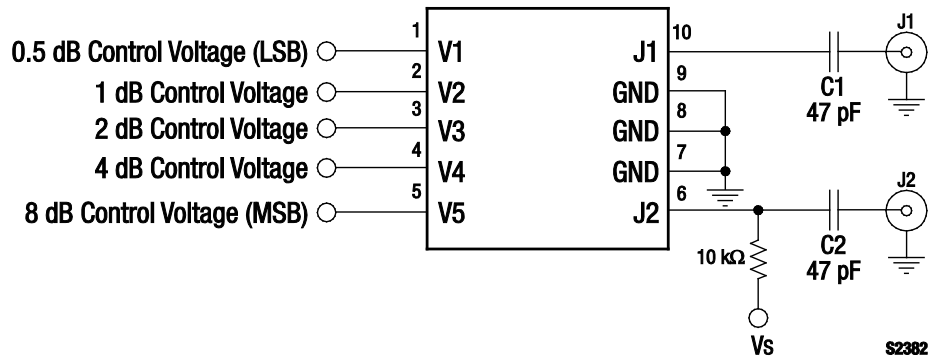 0.5 dB Control Voltage (LSB)
1 dB Control Voltage
2 dB Control Voltage
4 dB Control Voltage
8 dB Control Voltage (MSB)
1
2
3
4
5
V1
V2
V3
V4
V5
J1
GND
GND
GND
J2
10
9
8
7
6
C1
47 pF
J1
10 kΩ
Vs
C2
47 pF
J2
S2382